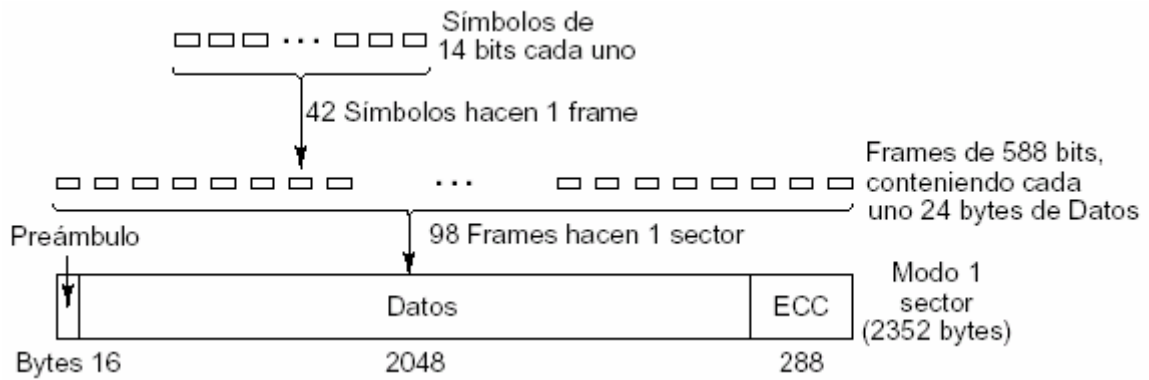 Símbolos de
14 bits cada uno
42 Símbolos hacen 1 frame
Frames de 588 bits,
conteniendo cada
uno 24 bytes de Datos
Preámbulo
98 Frames hacen 1 sector
Datos
ECC
Modo 1
sector
(2352 bytes)
Bytes 16
2048
288